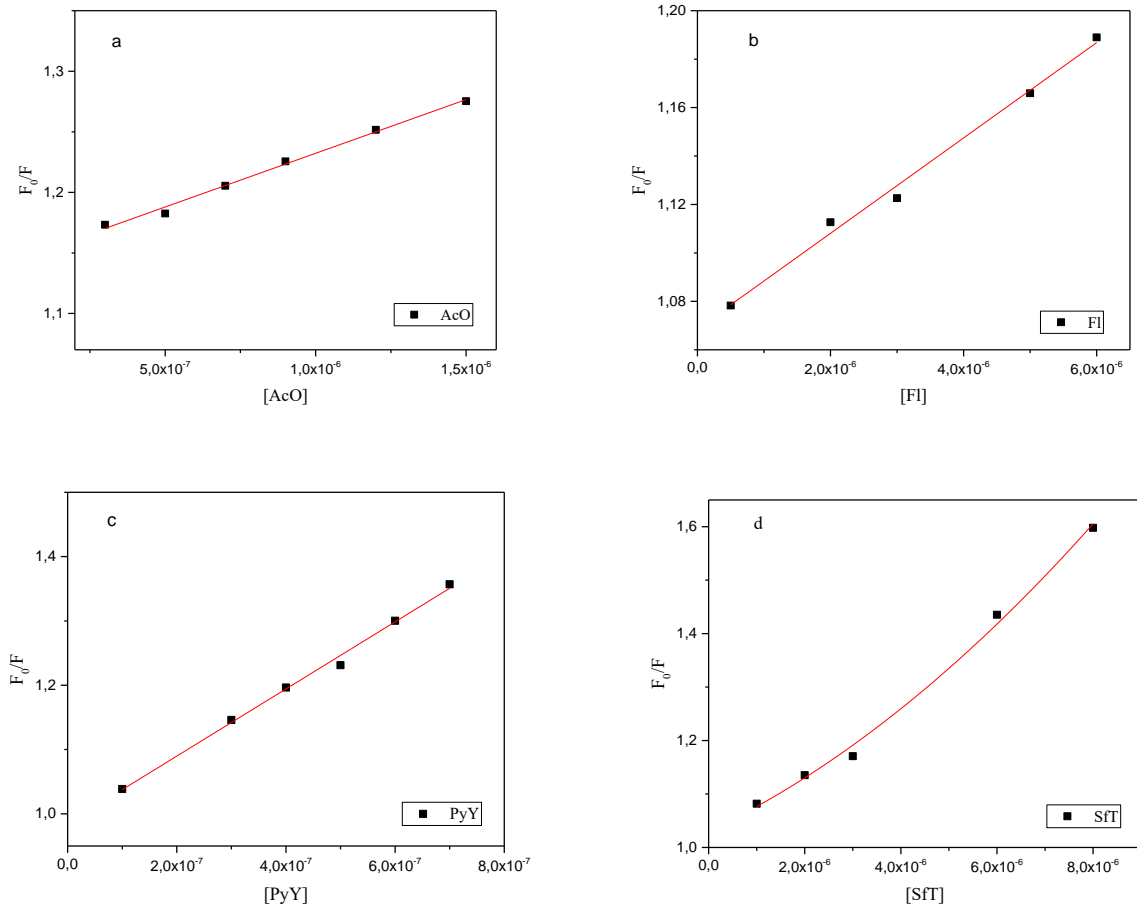 a
1,3
1,2
1,1
F₀/F
AcO
5,0x10⁻⁷ 1,0x10⁻⁶ 1,5x10⁻⁶
[AcO]
b
1,20
1,16
1,12
1,08
F₀/F
Fl
0,0 2,0x10⁻⁶ 4,0x10⁻⁶ 6,0x10⁻⁶
[Fl]
c
1,4
1,2
1,0
F₀/F
PyY
0,0 2,0x10⁻⁷ 4,0x10⁻⁷ 6,0x10⁻⁷ 8,0x10⁻⁷
[PyY]
d
1,6
1,4
1,2
1,0
F₀/F
SfT
0,0 2,0x10⁻⁶ 4,0x10⁻⁶ 6,0x10⁻⁶ 8,0x10⁻⁶
[SfT]